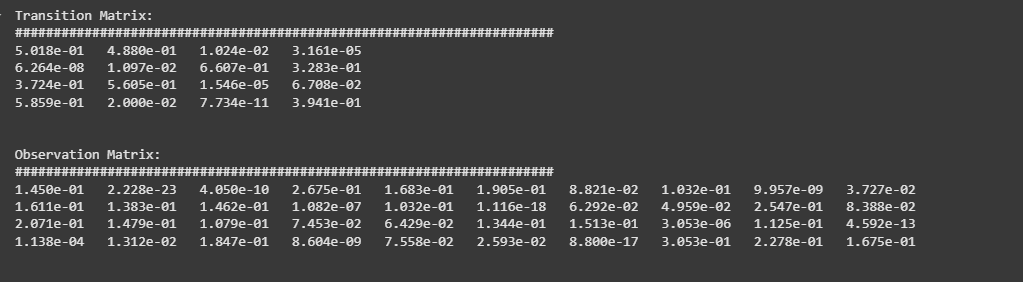 Transition Matrix:
######################################################################
5.018e-01 4.880e-01 1.024e-02 3.161e-05
6.264e-08 1.097e-02 6.607e-01 3.283e-01
3.724e-01 5.605e-01 1.546e-05 6.708e-02
5.859e-01 2.000e-02 7.734e-11 3.941e-01
Observation Matrix:
######################################################################
1.450e-01 2.228e-23 4.050e-10 2.675e-01 1.683e-01 1.905e-01 8.821e-02 1.032e-01 9.957e-09 3.727e-02
1.611e-01 1.383e-01 1.462e-01 1.082e-07 1.032e-01 1.116e-18 6.292e-02 4.959e-02 2.547e-01 8.388e-02
2.071e-01 1.479e-01 1.079e-01 7.453e-02 6.429e-02 1.344e-01 1.513e-01 3.053e-06 1.125e-01 4.592e-13
1.138e-04 1.312e-02 1.847e-01 8.604e-09 7.558e-02 2.593e-02 8.800e-17 3.053e-01 2.278e-01 1.675e-01